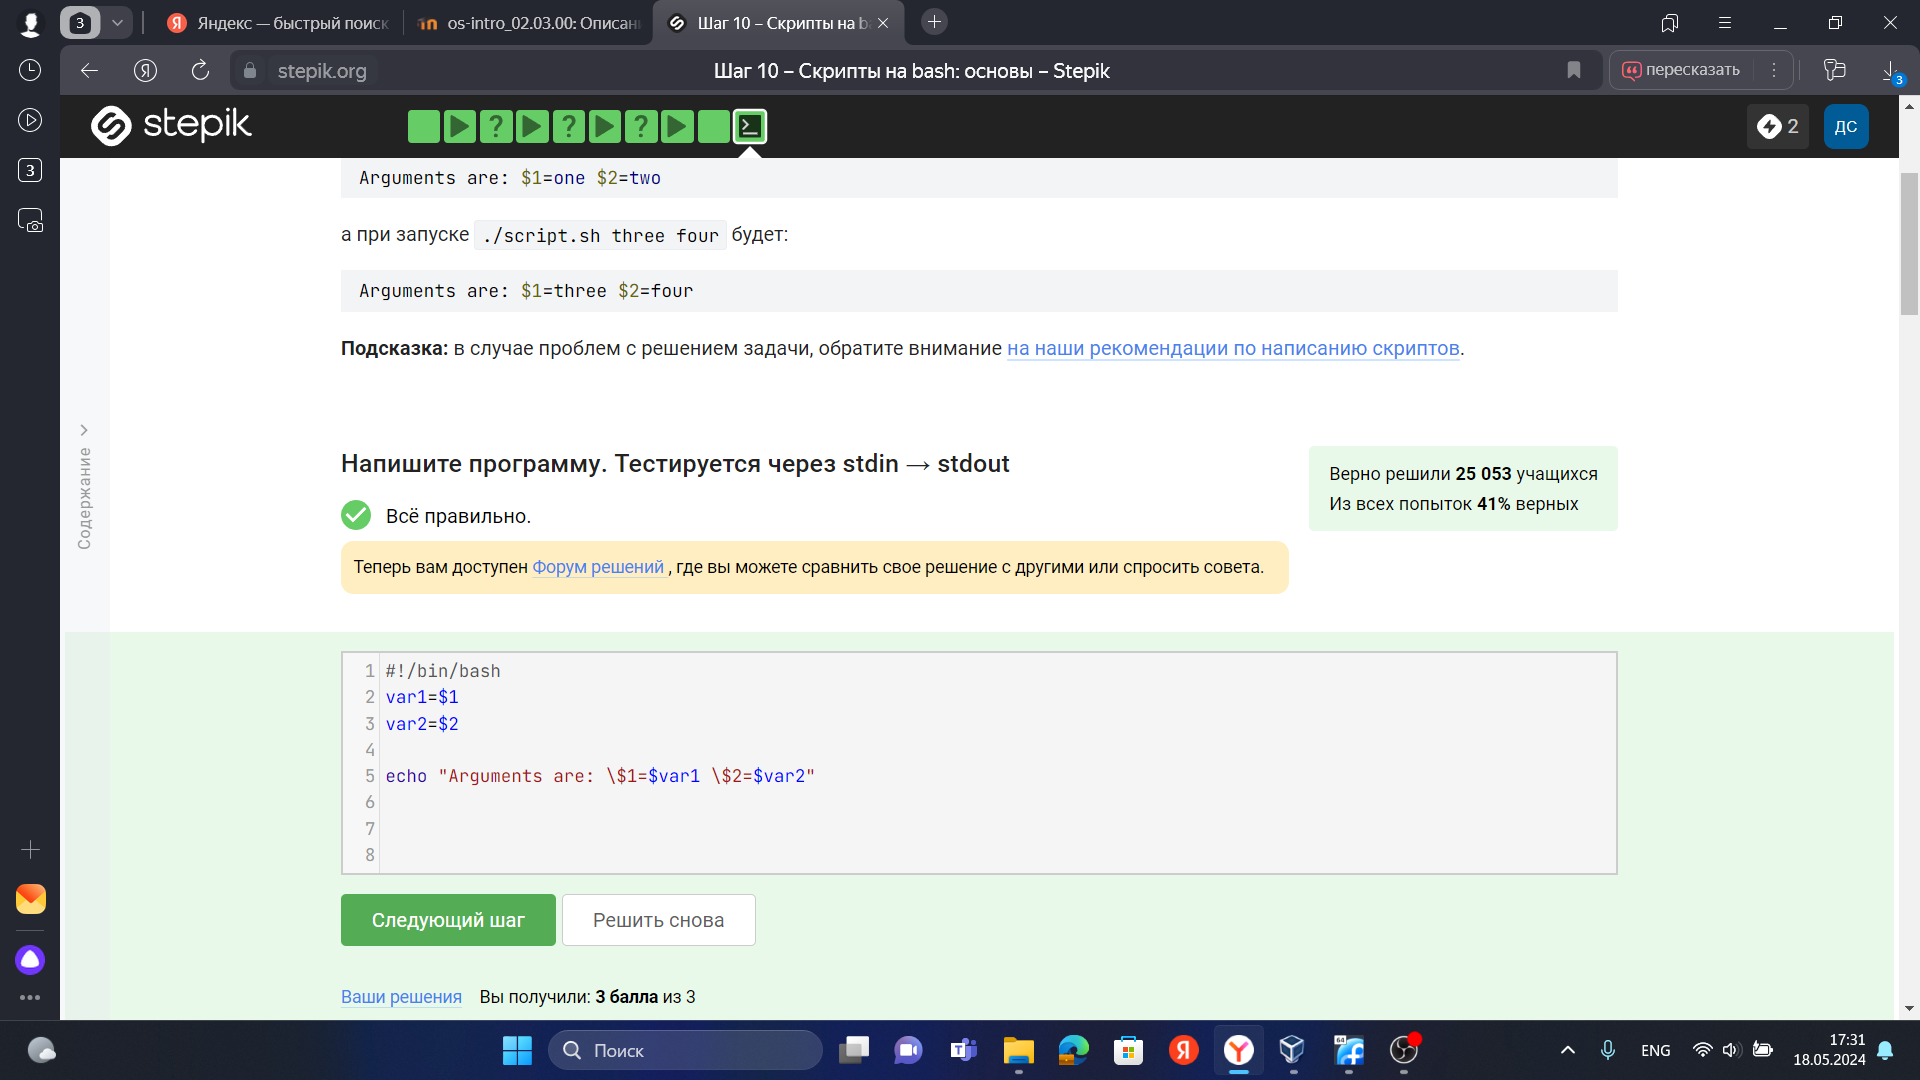 3
Яндекс — быстрый поиск
os-intro_02.03.00: Описани
Шаг 10 – Скрипты на b
stepik.org
Шаг 10 – Скрипты на bash: основы – Stepik
пересказать
3
3
stepik
? ? ?
2
ДС
Arguments are: $1=one $2=two
а при запуске ./script.sh three four будет:
Arguments are: $1=three $2=four
Подсказка: в случае проблем с решением задачи, обратите внимание на наши рекомендации по написанию скриптов.
Содержание
Напишите программу. Тестируется через stdin → stdout
Верно решили 25 053 учащихся
Из всех попыток 41% верных
Всё правильно.
Теперь вам доступен Форум решений , где вы можете сравнить свое решение с другими или спросить совета.
1 #!/bin/bash
2 var1=$1
3 var2=$2
4
5 echo "Arguments are: \$1=$var1 \$2=$var2"
6
7
8
Следующий шаг
Решить снова
Ваши решения Вы получили: 3 балла из 3
Поиск
64
ENG
17:31
18.05.2024